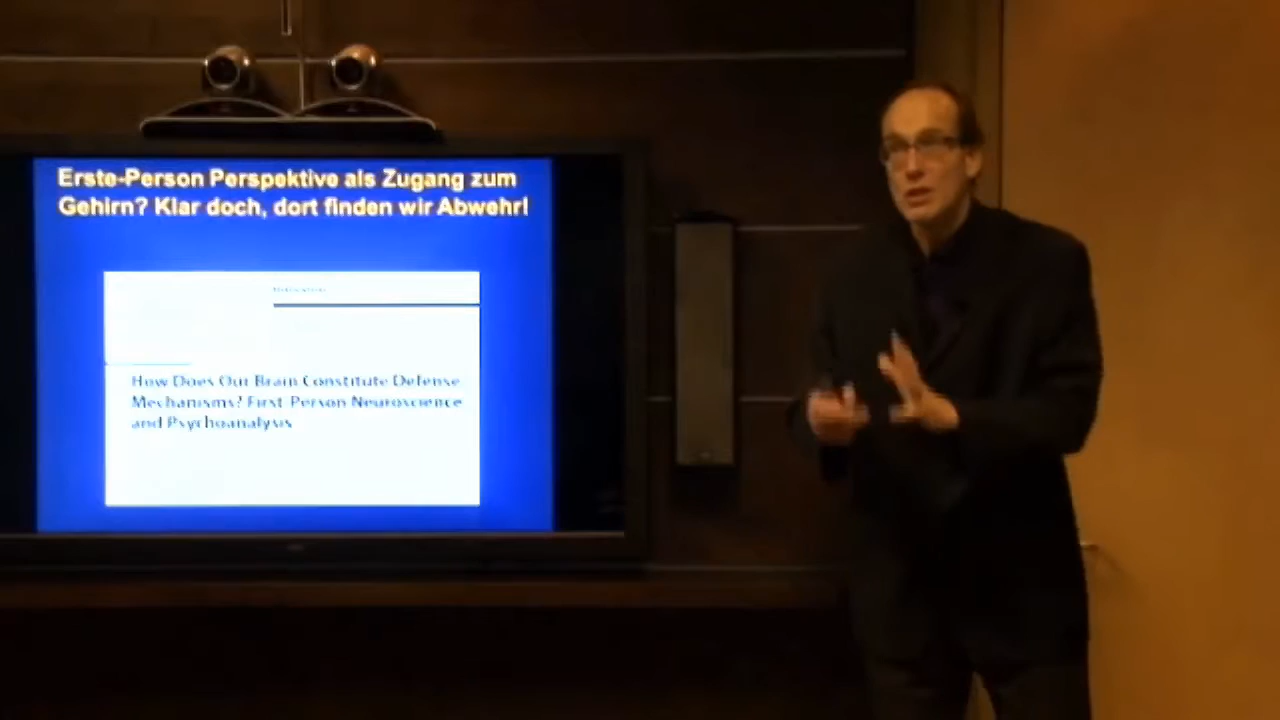 Erste-Person Perspektive als Zugang zum
Gehirn? Klar doch, dort finden wir Abwehr!
How Does Our Brain Constitute Defense
Mechanisms? First-Person Neuroscience
and Psychoanalysis